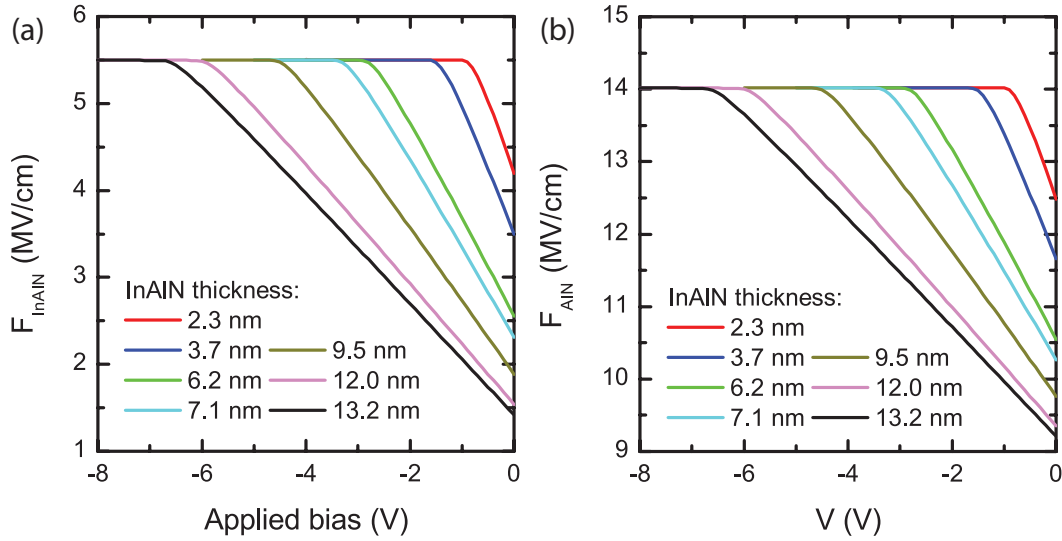 (a)
6
5
4
3
2
1
F_InAlN (MV/cm)
InAlN thickness:
2.3 nm
3.7 nm 9.5 nm
6.2 nm 12.0 nm
7.1 nm 13.2 nm
-8 -6 -4 -2 0
Applied bias (V)
(b)
15
14
13
12
11
10
9
F_AlN (MV/cm)
InAlN thickness:
2.3 nm
3.7 nm 9.5 nm
6.2 nm 12.0 nm
7.1 nm 13.2 nm
-8 -6 -4 -2 0
V (V)